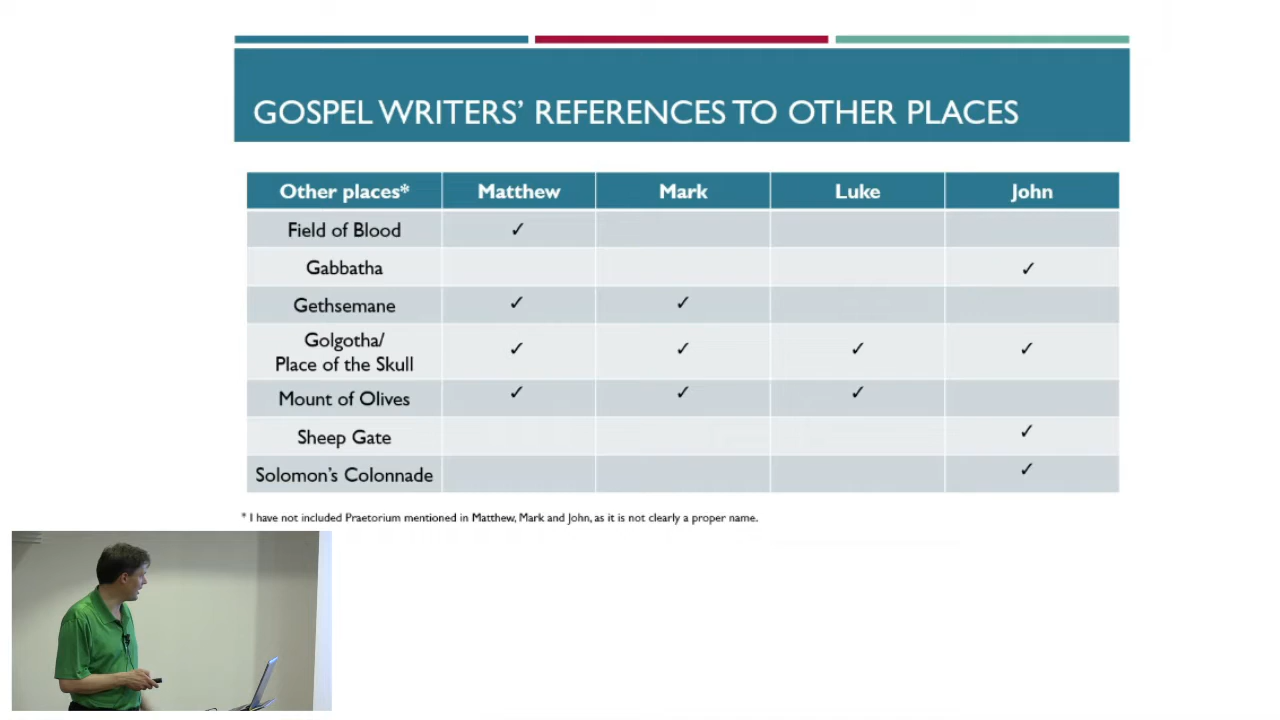 GOSPEL WRITERS’ REFERENCES TO OTHER PLACES
Other places* Matthew Mark Luke John
Field of Blood ✓
Gabbatha ✓
Gethsemane ✓ ✓
Golgotha/
Place of the Skull ✓ ✓ ✓ ✓
Mount of Olives ✓ ✓ ✓
Sheep Gate ✓
Solomon’s Colonnade ✓
* I have not included Praetorium mentioned in Matthew, Mark and John, as it is not clearly a proper name.